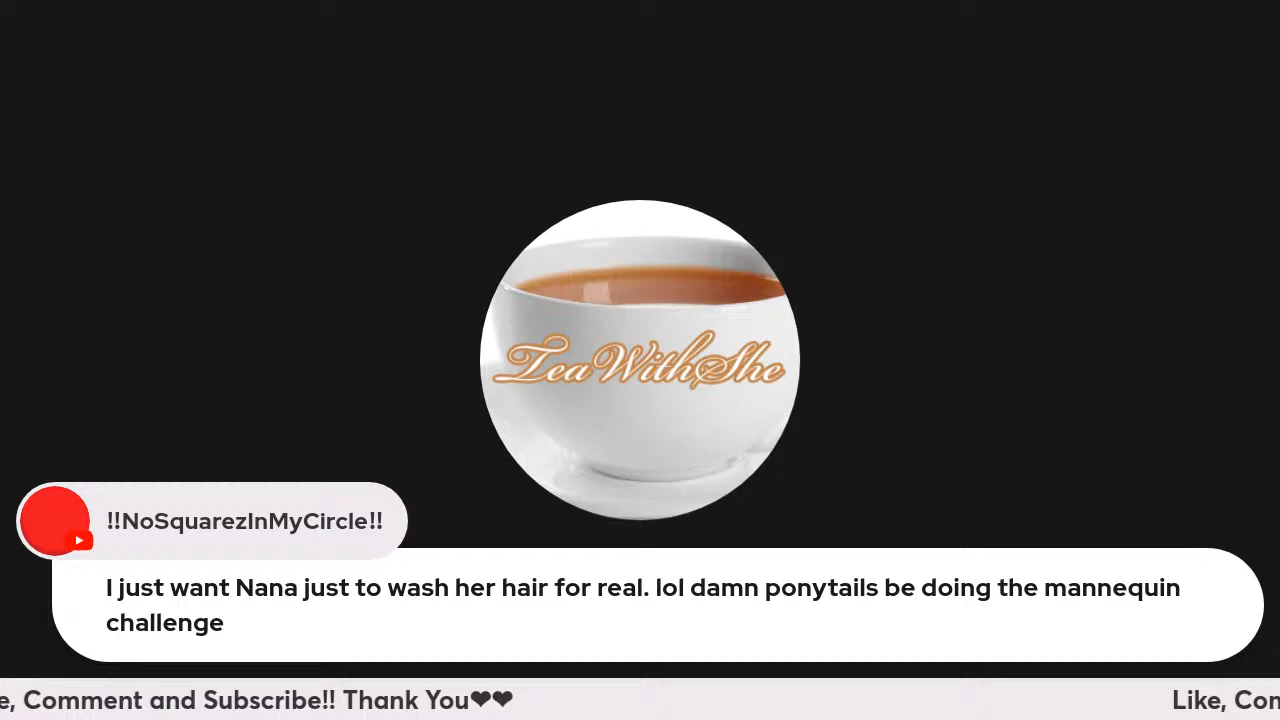 TeaWithShe
!!NoSquarezInMyCircle!!
I just want Nana just to wash her hair for real. lol damn ponytails be doing the mannequin
challenge
e, Comment and Subscribe!! Thank You❤❤ Like, Con